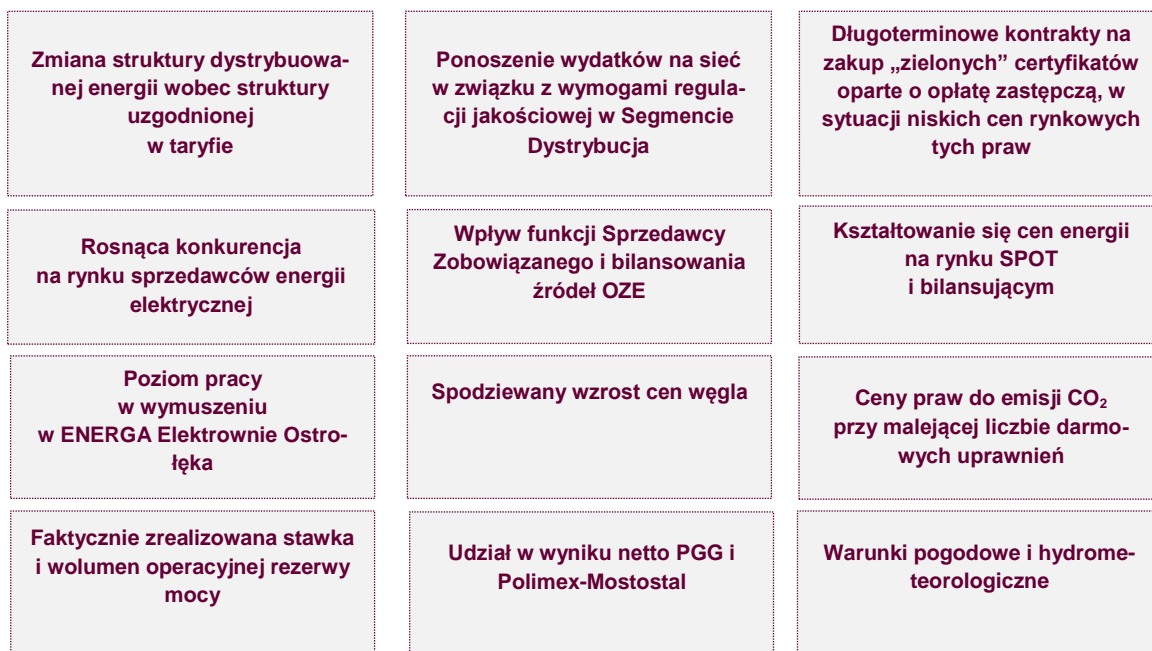 Zmiana struktury dystrybuowa-
nej energii wobec struktury
uzgodnionej
w taryfie
Ponoszenie wydatków na sieć
w związku z wymogami regula-
cji jakościowej w Segmencie
Dystrybucja
Długoterminowe kontrakty na
zakup „zielonych” certyfikatów
oparte o opłatę zastępczą, w
sytuacji niskich cen rynkowych
tych praw
Rosnąca konkurencja
na rynku sprzedawców energii
elektrycznej
Wpływ funkcji Sprzedawcy
Zobowiązanego i bilansowania
źródeł OZE
Kształtowanie się cen energii
na rynku SPOT
i bilansującym
Poziom pracy
w wymuszeniu
w ENERGA Elektrownie Ostro-
łęka
Spodziewany wzrost cen węgla
Ceny praw do emisji CO₂
przy malejącej liczbie darmo-
wych uprawnień
Faktycznie zrealizowana stawka
i wolumen operacyjnej rezerwy
mocy
Udział w wyniku netto PGG i
Polimex-Mostostal
Warunki pogodowe i hydrome-
teorologiczne